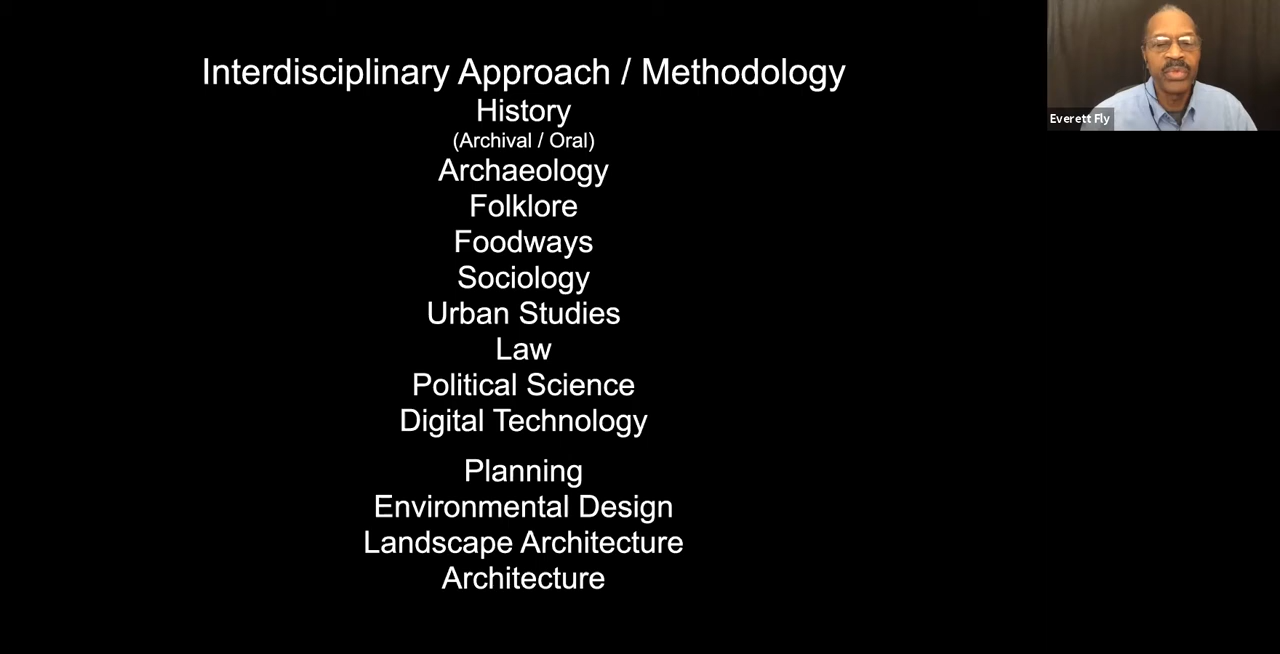 Interdisciplinary Approach / Methodology
History
(Archival / Oral)
Archaeology
Folklore
Foodways
Sociology
Urban Studies
Law
Political Science
Digital Technology
Planning
Environmental Design
Landscape Architecture
Architecture
Everett Fly